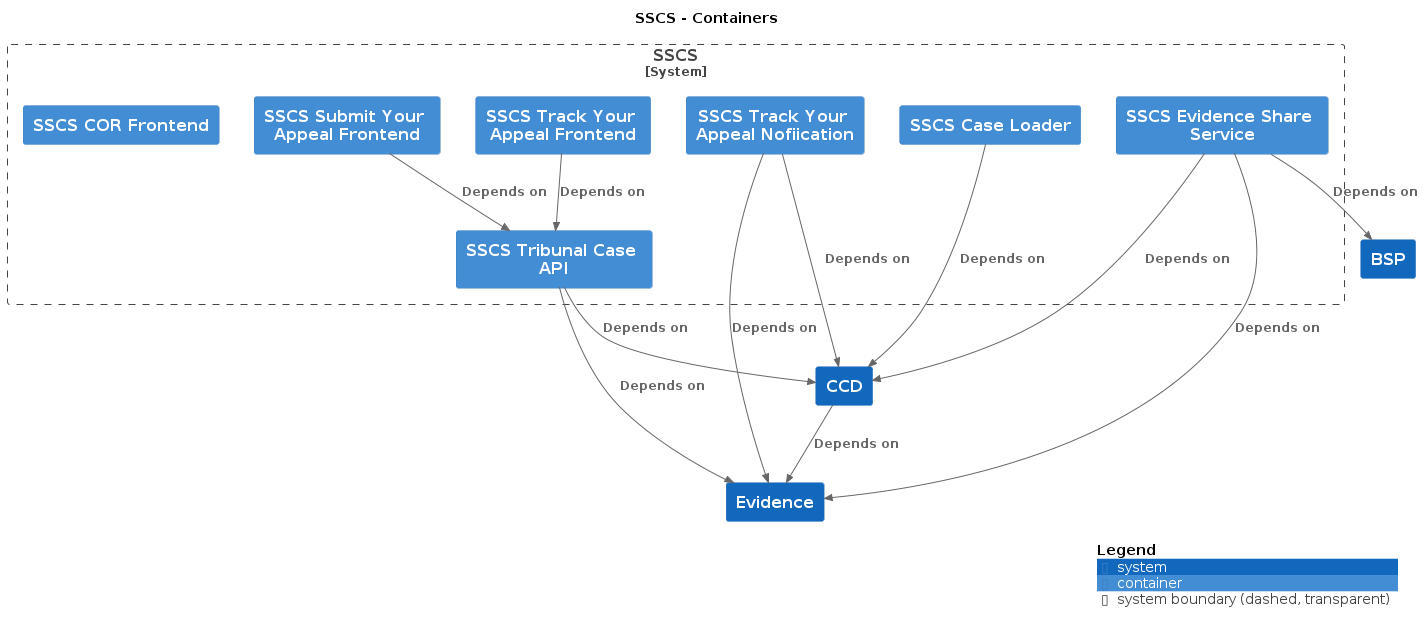 SSCS - Containers
SSCS
[System]
SSCS COR Frontend
SSCS Submit Your
Appeal Frontend
SSCS Track Your
Appeal Frontend
SSCS Track Your
Appeal Nofiication
SSCS Case Loader
SSCS Evidence Share
Service
Depends on
Depends on
Depends on
SSCS Tribunal Case
API
Depends on
Depends on
Depends on
BSP
Depends on
Depends on
Depends on
Depends on
CCD
Depends on
Evidence
Legend
system
container
system boundary (dashed, transparent)